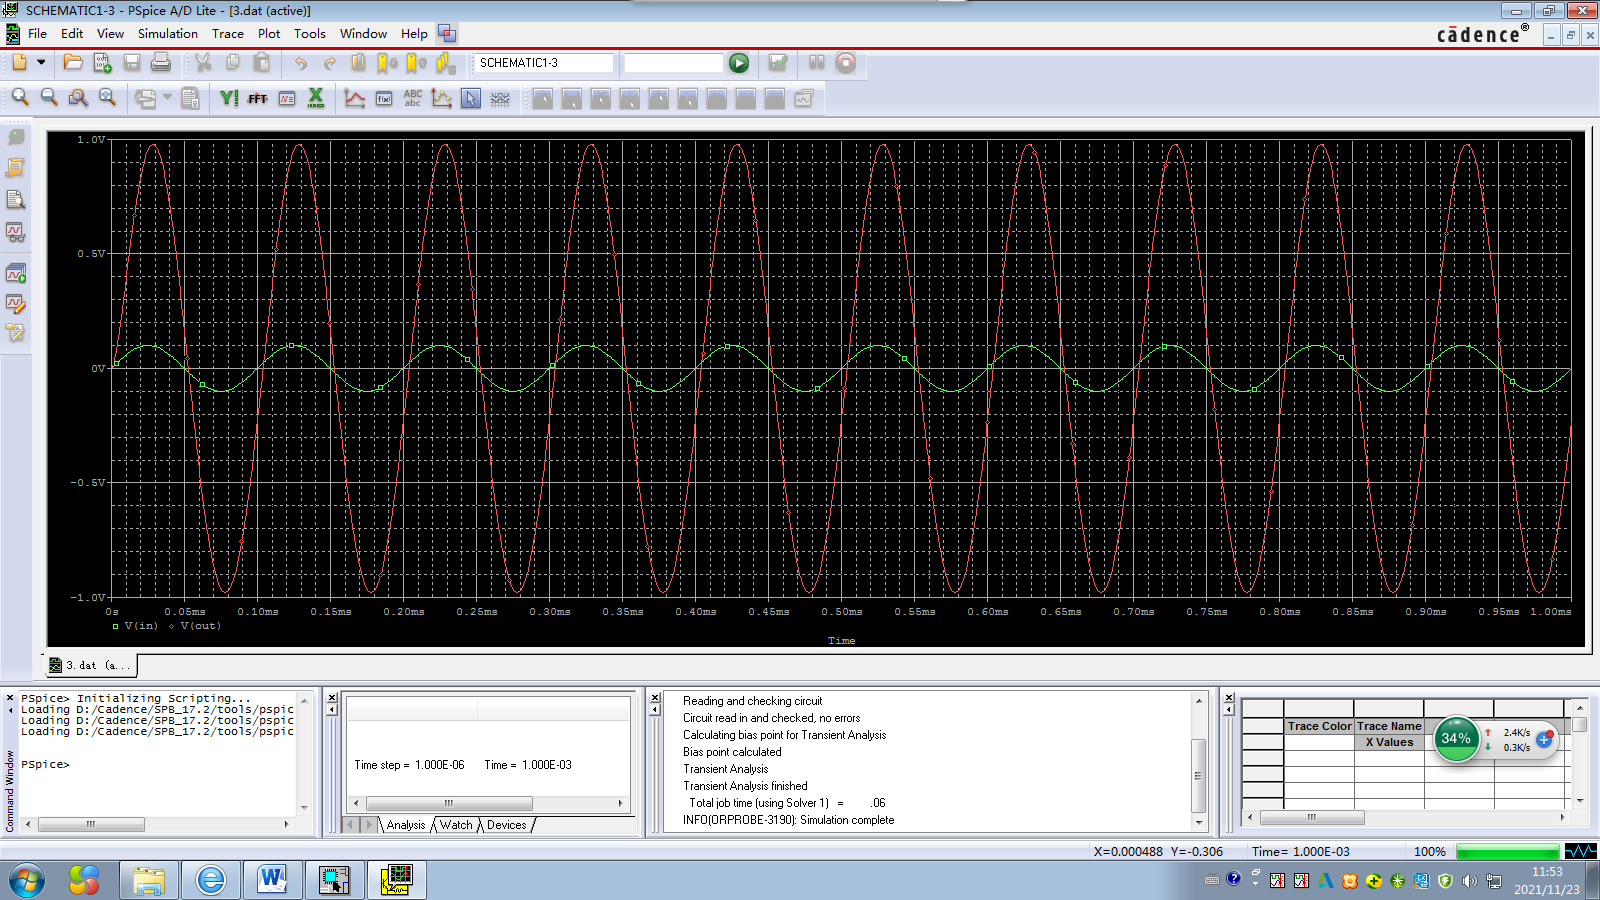 SCHEMATIC1-3 - PSpice A/D Lite - [3.dat (active)]
File Edit View Simulation Trace Plot Tools Window Help
cādence®
SCHEMATIC1-3
Y! FFT ABC abc
1.0V
0.5V
0V
-0.5V
-1.0V
0s 0.05ms 0.10ms 0.15ms 0.20ms 0.25ms 0.30ms 0.35ms 0.40ms 0.45ms 0.50ms 0.55ms 0.60ms 0.65ms 0.70ms 0.75ms 0.80ms 0.85ms 0.90ms 0.95ms 1.00ms
V(in) V(out)
Time
3.dat (a...
Command Window
PSpice> Initializing Scripting...
Loading D:/Cadence/SPB_17.2/tools/pspic
Loading D:/Cadence/SPB_17.2/tools/pspic
Loading D:/Cadence/SPB_17.2/tools/pspic
PSpice>
Time step = 1.000E-06 Time = 1.000E-03
Analysis Watch Devices
Reading and checking circuit
Circuit read in and checked, no errors
Calculating bias point for Transient Analysis
Bias point calculated
Transient Analysis
Transient Analysis finished
Total job time (using Solver 1) = .06
INFO(ORPROBE-3190): Simulation complete
Trace Color Trace Name
X Values
34%
2.4K/s
0.3K/s
X=0.000488 Y=-0.306 Time= 1.000E-03 100%
11:53
2021/11/23